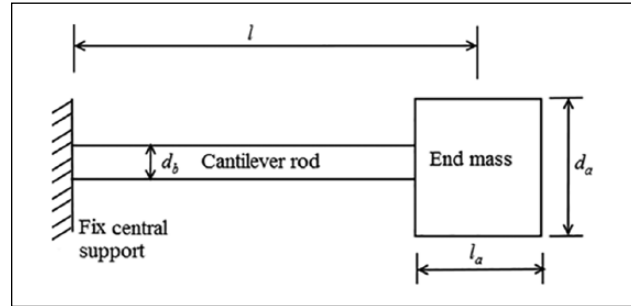 l
d_b
Cantilever rod
End mass
d_a
Fix central
support
l_a